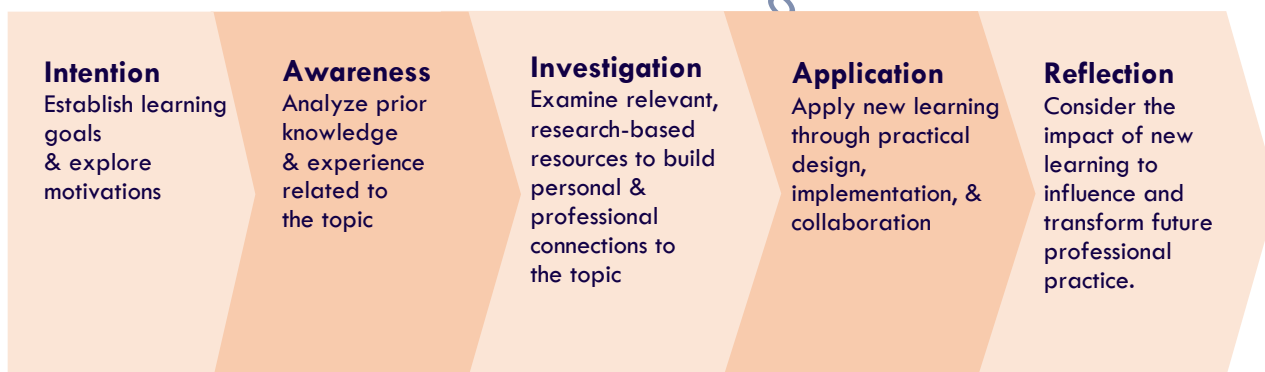 Intention
Establish learning
goals
& explore
motivations
Awareness
Analyze prior
knowledge
& experience
related to
the topic
Investigation
Examine relevant,
research-based
resources to build
personal &
professional
connections to
the topic
Application
Apply new learning
through practical
design,
implementation, &
collaboration
Reflection
Consider the
impact of new
learning to
influence and
transform future
professional
practice.